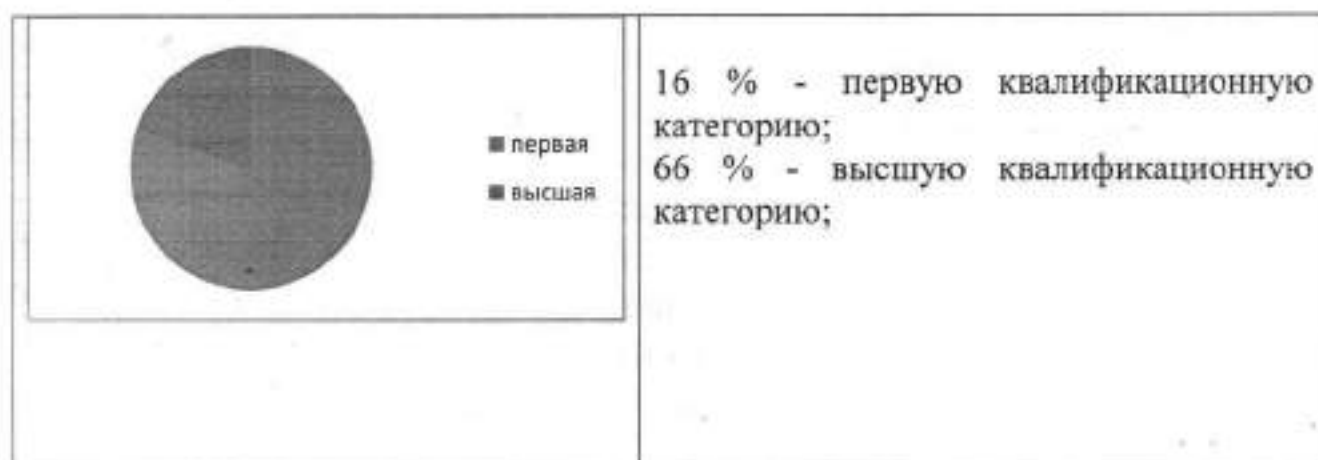 первая
высшая
16 % - первую квалификационную
категорию;
66 % - высшую квалификационную
категорию;